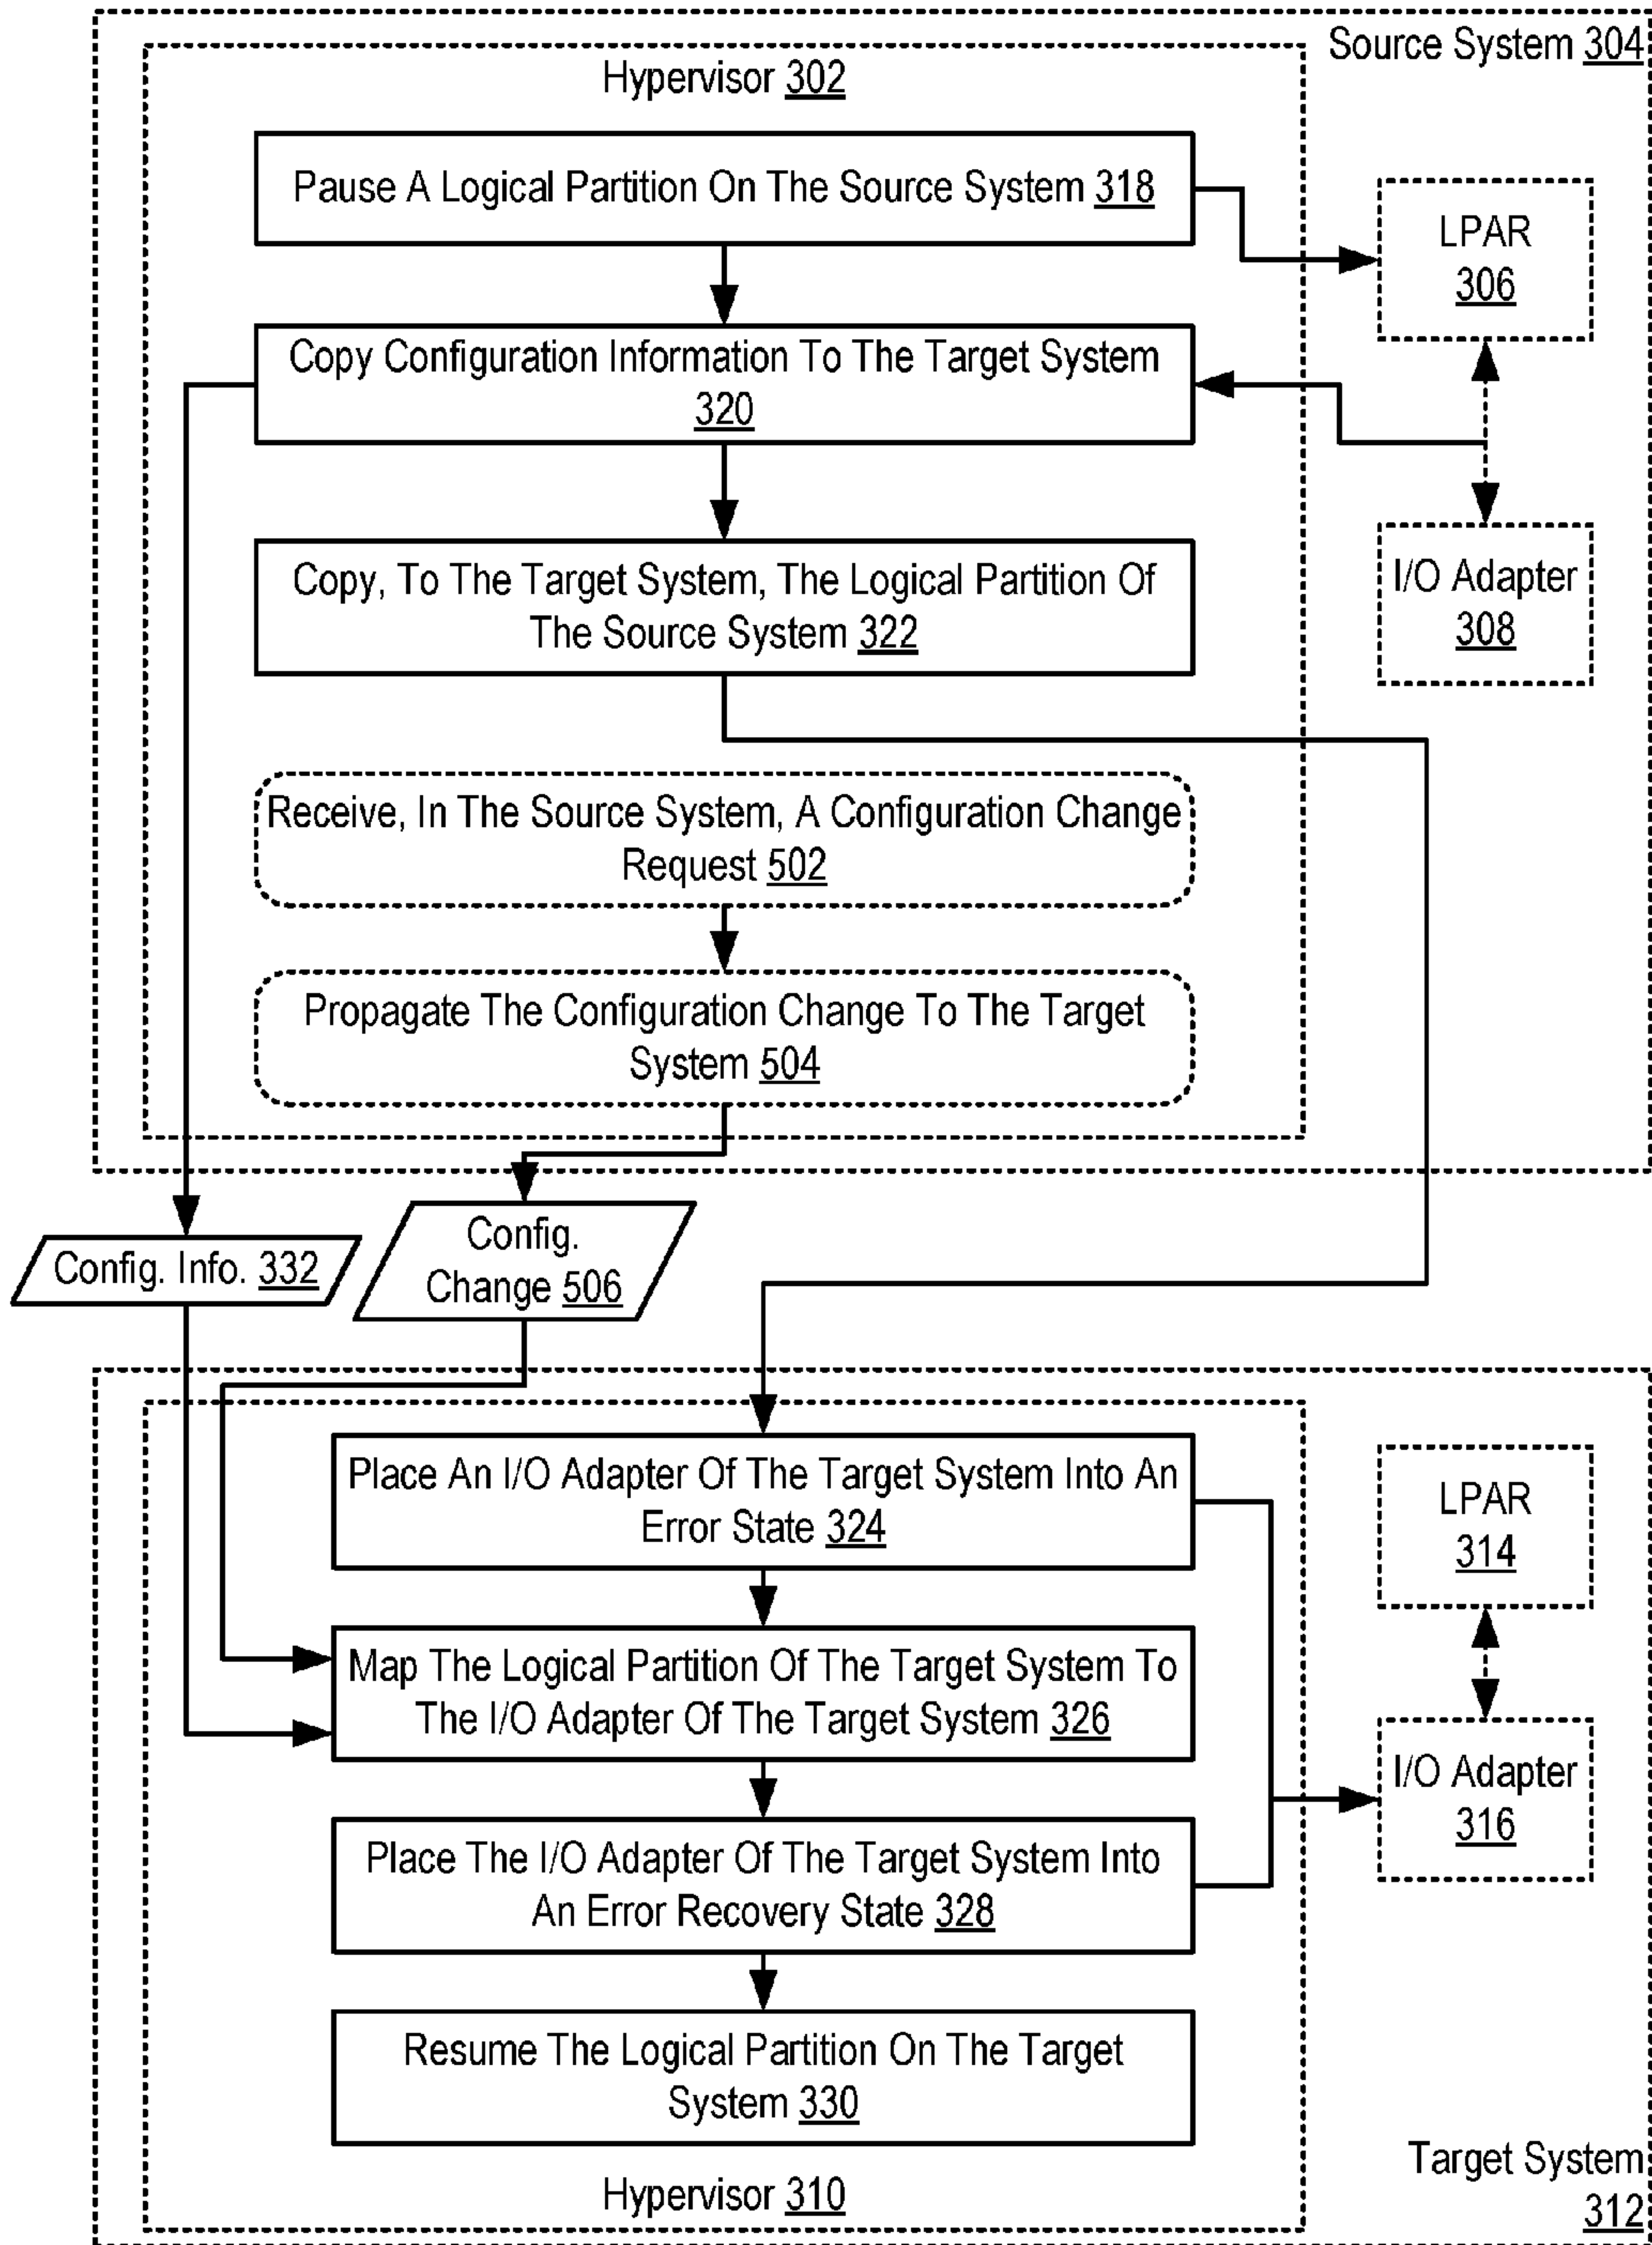 Source System 304
Hypervisor 302
Pause A Logical Partition On The Source System 318
LPAR
306
Copy Configuration Information To The Target System
320
I/O Adapter
308
Copy, To The Target System, The Logical Partition Of
The Source System 322
Receive, In The Source System, A Configuration Change
Request 502
Propagate The Configuration Change To The Target
System 504
Config. Info. 332
Config.
Change 506
Place An I/O Adapter Of The Target System Into An
Error State 324
LPAR
314
Map The Logical Partition Of The Target System To
The I/O Adapter Of The Target System 326
I/O Adapter
316
Place The I/O Adapter Of The Target System Into
An Error Recovery State 328
Resume The Logical Partition On The Target
System 330
Hypervisor 310
Target System
312